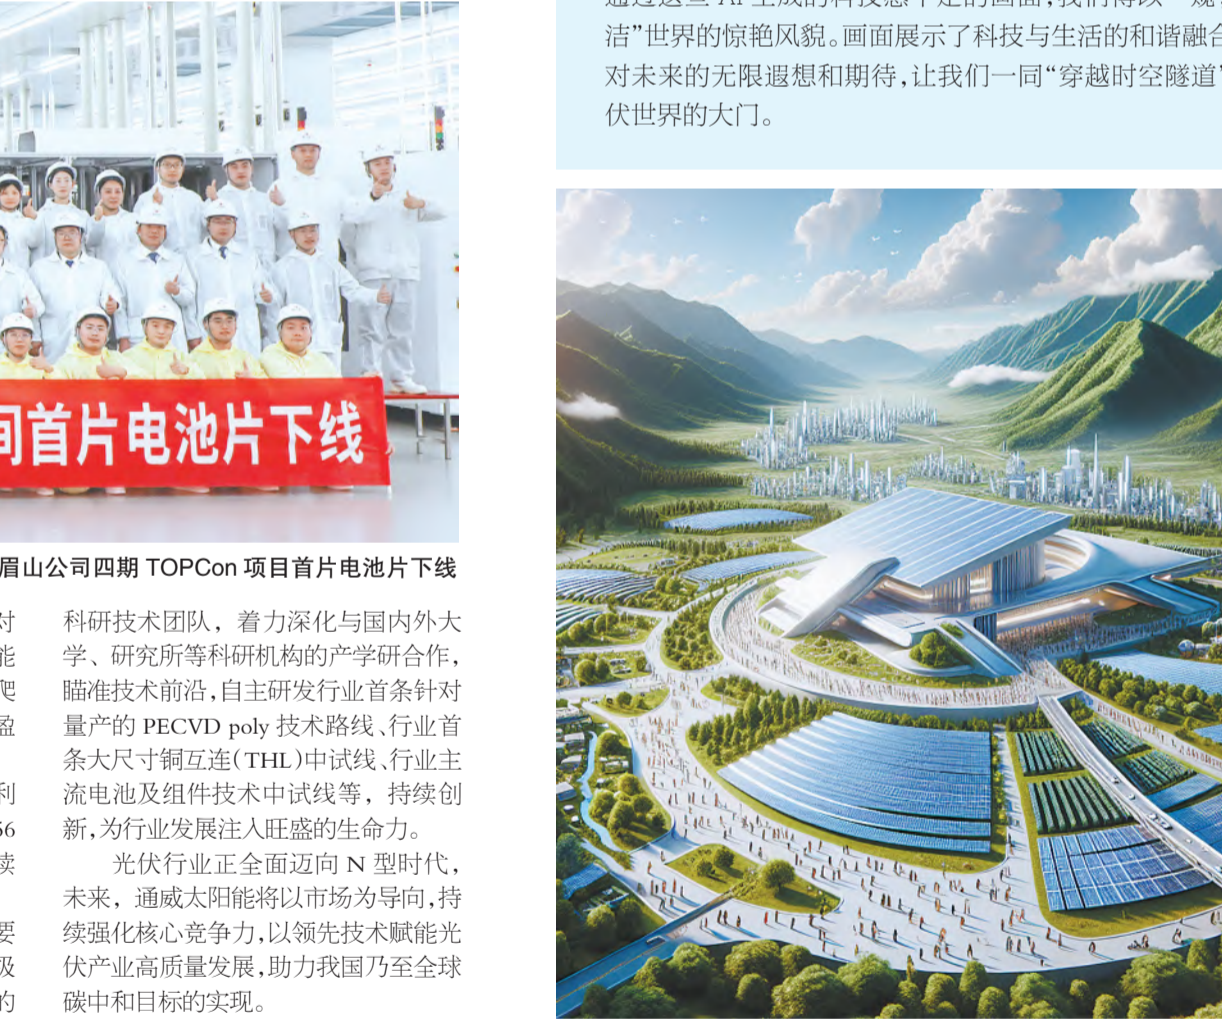 间首片电池片下线
眉山公司四期 TOPCon 项目首片电池片下线
对
能
爬
盈
利
56
续
要
级
的
科研技术团队，着力深化与国内外大
学、研究所等科研机构的产学研合作，
瞄准技术前沿，自主研发行业首条针对
量产的 PECVD poly 技术路线、行业首
条大尺寸铜互连（THL）中试线、行业主
流电池及组件技术中试线等，持续创
新，为行业发展注入旺盛的生命力。
光伏行业正全面迈向 N 型时代，
未来，通威太阳能将以市场为导向，持
续强化核心竞争力，以领先技术赋能光
伏产业高质量发展，助力我国乃至全球
碳中和目标的实现。
洁”世界的惊艳风貌。画面展示了科技与生活的和谐融合
对未来的无限遐想和期待，让我们一同“穿越时空隧道”
伏世界的大门。